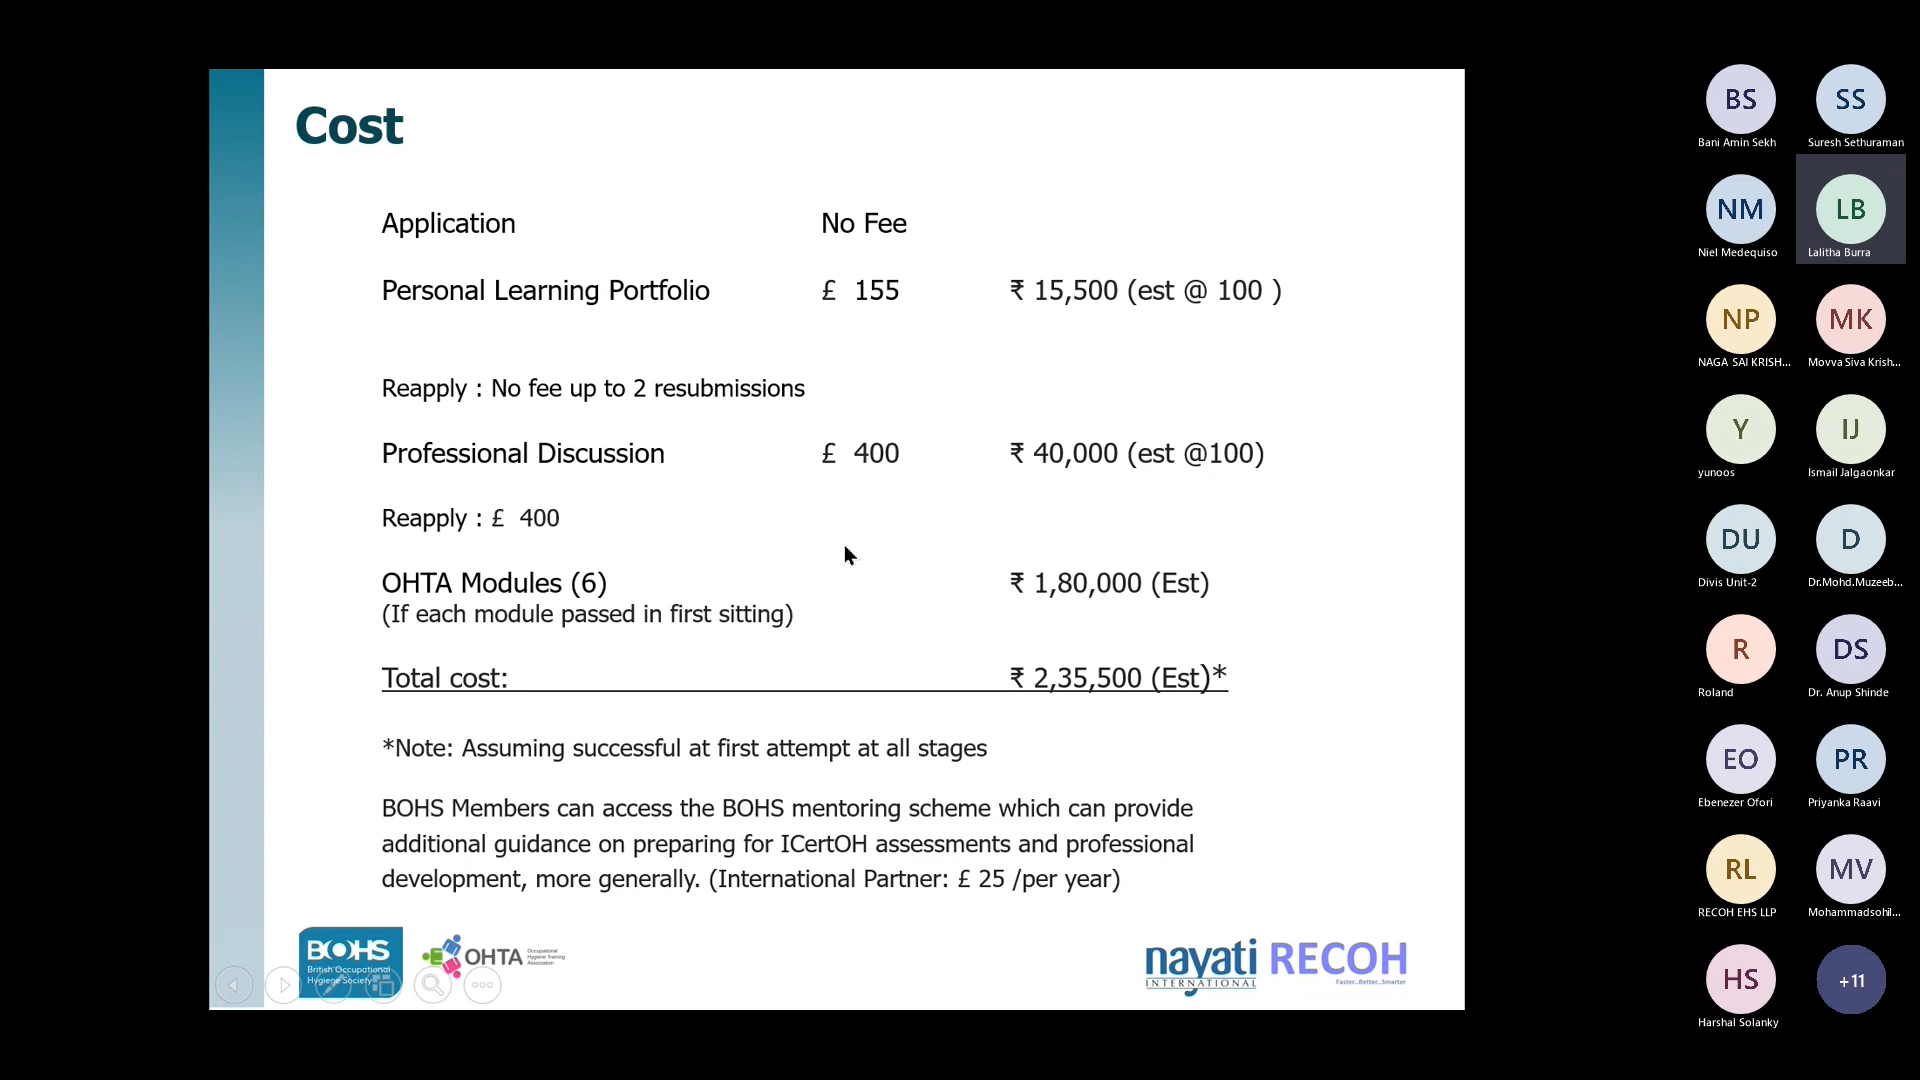 Cost
Application No Fee
Personal Learning Portfolio £ 155 ₹ 15,500 (est @ 100 )
Reapply : No fee up to 2 resubmissions
Professional Discussion £ 400 ₹ 40,000 (est @100)
Reapply : £ 400
OHTA Modules (6) ₹ 1,80,000 (Est)
(If each module passed in first sitting)
Total cost: ₹ 2,35,500 (Est)*
*Note: Assuming successful at first attempt at all stages
BOHS Members can access the BOHS mentoring scheme which can provide
additional guidance on preparing for ICertOH assessments and professional
development, more generally. (International Partner: £ 25 /per year)
BOHS
British Occupational
Hygiene Society
OHTA
Occupational
Hygiene Training
Association
nayati
INTERNATIONAL
RECOH
Faster..Better..Smarter
BS SS
Bani Amin Sekh Suresh Sethuraman
NM LB
Niel Medequiso Lalitha Burra
NP MK
NAGA SAI KRISH... Movva Siva Krish...
Y IJ
yunoos Ismail Jalgaonkar
DU D
Divis Unit-2 Dr.Mohd.Muzeeb...
R DS
Roland Dr. Anup Shinde
EO PR
Ebenezer Ofori Priyanka Raavi
RL MV
RECOH EHS LLP Mohammadsohil...
HS +11
Harshal Solanky